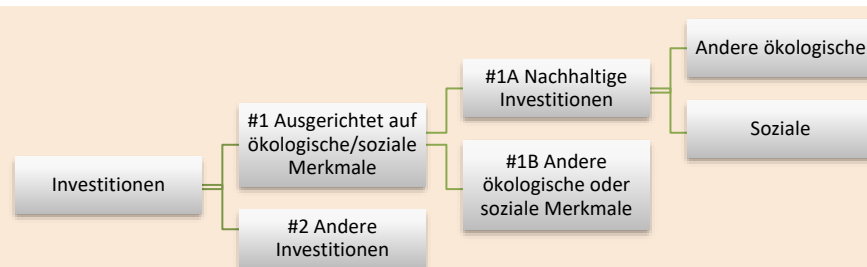 Investitionen
#1 Ausgerichtet auf
ökologische/soziale
Merkmale
#2 Andere
Investitionen
#1A Nachhaltige
Investitionen
#1B Andere
ökologische oder
soziale Merkmale
Andere ökologische
Soziale